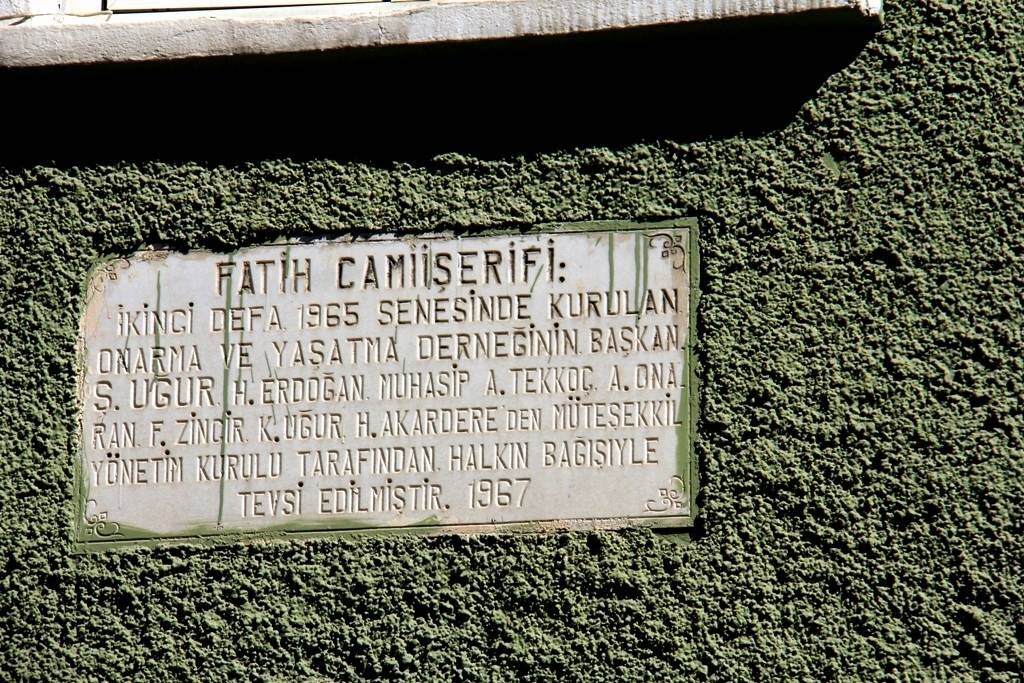 FATİH CAMİİŞERİFİ:
İKİNCİ DEFA 1965 SENESİNDE KURULAN
ONARMA VE YAŞATMA DERNEĞİNİN BAŞKAN
Ş. UĞUR H. ERDOĞAN MUHASİP A. TEKKOÇ A. ONA
RAN F. ZİNCİR K. UĞUR H. AKARDERE DEN MÜTEŞEKKİL
YÖNETİM KURULU TARAFINDAN HALKIN BAĞIŞIYLE
TEVSİ EDİLMİŞTİR. 1967